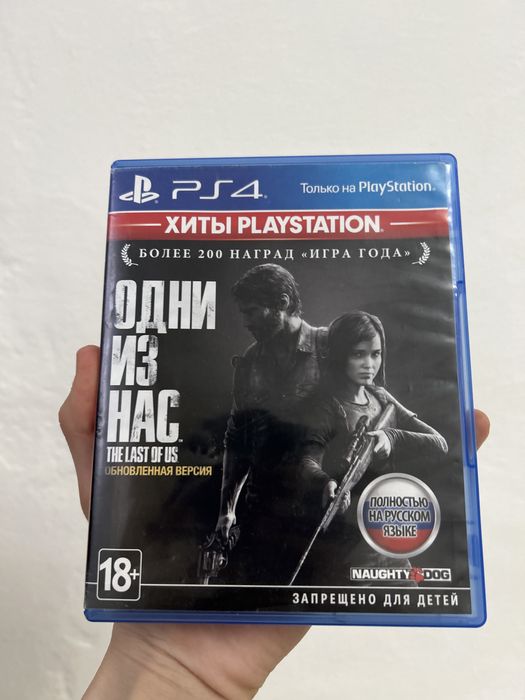 PS4
Только на PlayStation
ХИТЫ PLAYSTATION
БОЛЕЕ 200 НАГРАД «ИГРА ГОДА»
ОДНИ
ИЗ
НАС™
THE LAST OF US
ОБНОВЛЕННАЯ ВЕРСИЯ
ПОЛНОСТЬЮ
НА РУССКОМ
ЯЗЫКЕ
18+
NAUGHTY DOG
ЗАПРЕЩЕНО ДЛЯ ДЕТЕЙ